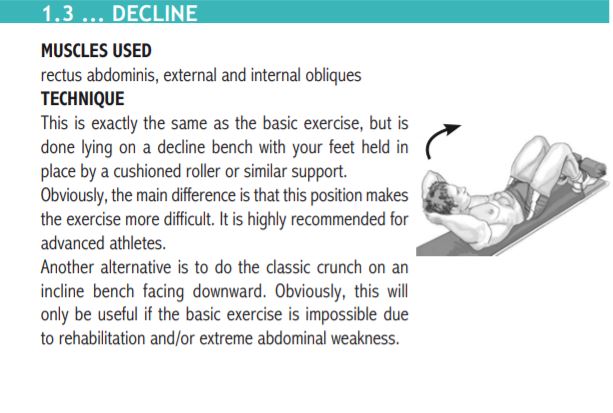 1.3 ... DECLINE
MUSCLES USED
rectus abdominis, external and internal obliques
TECHNIQUE
This is exactly the same as the basic exercise, but is
done lying on a decline bench with your feet held in
place by a cushioned roller or similar support.
Obviously, the main difference is that this position makes
the exercise more difficult. It is highly recommended for
advanced athletes.
Another alternative is to do the classic crunch on an
incline bench facing downward. Obviously, this will
only be useful if the basic exercise is impossible due
to rehabilitation and/or extreme abdominal weakness.